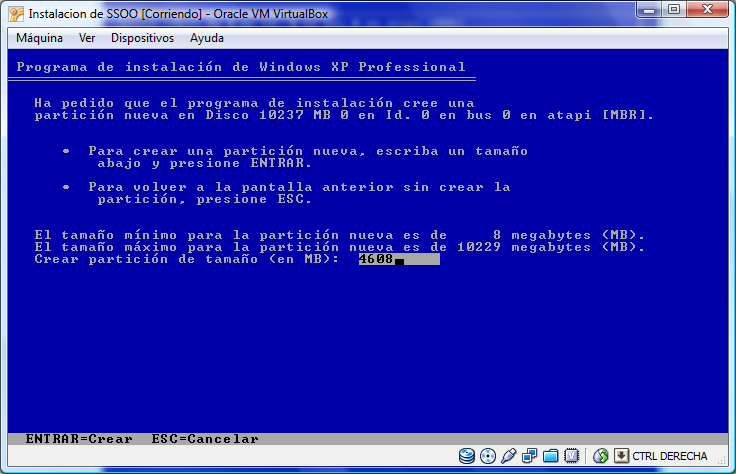 Instalacion de SSOO [Corriendo] - Oracle VM VirtualBox
Máquina Ver Dispositivos Ayuda
Programa de instalación de Windows XP Professional
Ha pedido que el programa de instalación cree una
partición nueva en Disco 10237 MB 0 en Id. 0 en bus 0 en atapi [MBR].
• Para crear una partición nueva, escriba un tamaño
abajo y presione ENTRAR.
• Para volver a la pantalla anterior sin crear la
partición, presione ESC.
El tamaño mínimo para la partición nueva es de 8 megabytes (MB).
El tamaño máximo para la partición nueva es de 10229 megabytes (MB).
Crear partición de tamaño (en MB): 4608
ENTRAR=Crear ESC=Cancelar
CTRL DERECHA